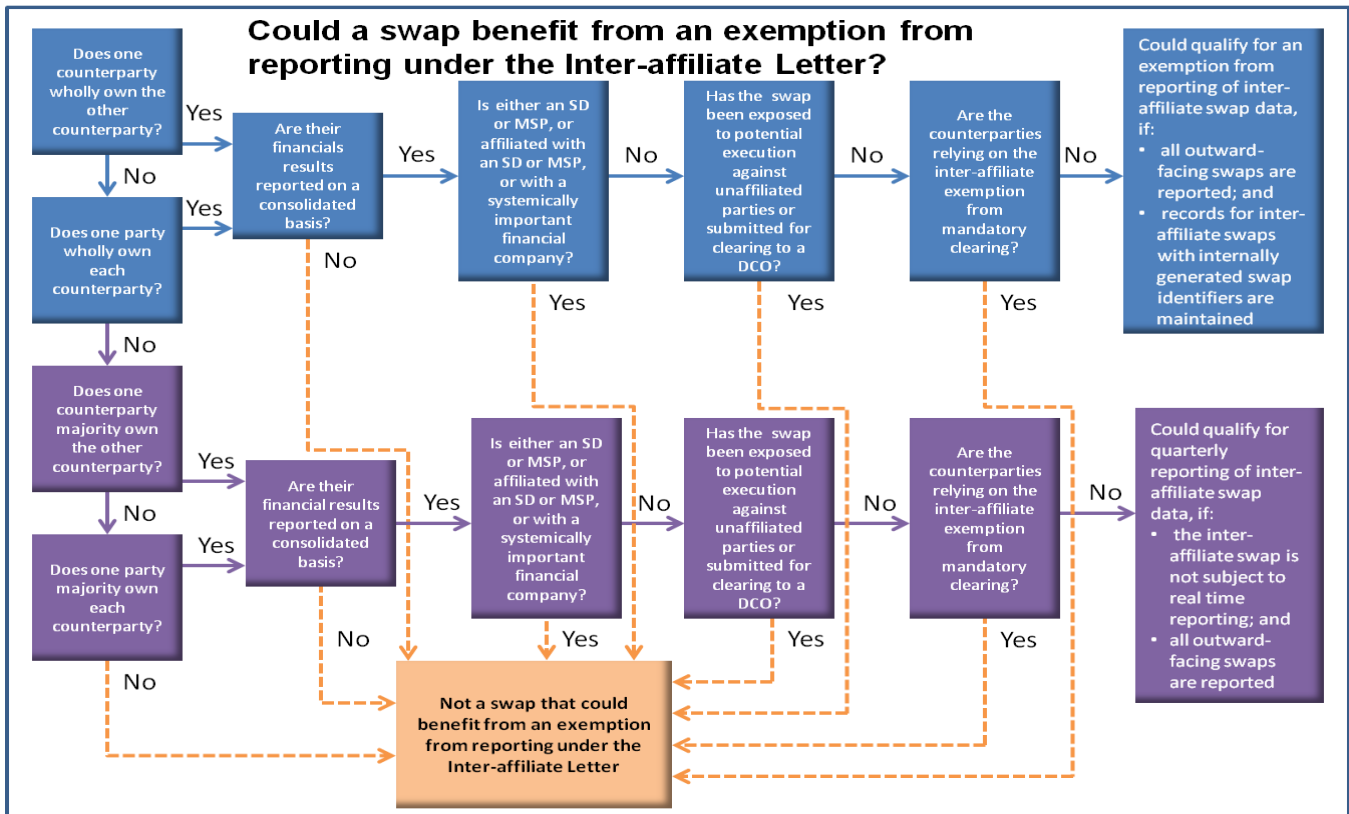 Could a swap benefit from an exemption from
reporting under the Inter-affiliate Letter?
Does one
counterparty
wholly own the
other
counterparty?
Yes
No
Does one party
wholly own
each
counterparty?
Yes
No
Are their
financials
results
reported on a
consolidated
basis?
Yes
No
Is either an SD
or MSP, or
affiliated with
an SD or MSP,
or with a
systemically
important
financial
company?
No
Yes
Has the swap
been exposed
to potential
execution
against
unaffiliated
parties or
submitted for
clearing to a
DCO?
No
Yes
Are the
counterparties
relying on the
inter-affiliate
exemption
from
mandatory
clearing?
No
Yes
Could qualify for an
exemption from
reporting of inter-
affiliate swap data,
if:
• all outward-
facing swaps are
reported; and
• records for inter-
affiliate swaps
with internally
generated swap
identifiers are
maintained
Does one
counterparty
majority own
the other
counterparty?
Yes
No
Does one party
majority own
each
counterparty?
Yes
No
Are their
financial results
reported on a
consolidated
basis?
Yes
No
Is either an SD
or MSP, or
affiliated with
an SD or MSP,
or with a
systemically
important
financial
company?
No
Yes
Has the swap
been exposed
to potential
execution
against
unaffiliated
parties or
submitted for
clearing to a
DCO?
No
Yes
Are the
counterparties
relying on the
inter-affiliate
exemption
from
mandatory
clearing?
No
Yes
Could qualify for
quarterly
reporting of inter-
affiliate swap
data, if:
• the inter-
affiliate swap is
not subject to
real time
reporting; and
• all outward-
facing swaps
are reported
Not a swap that could
benefit from an exemption
from reporting under the
Inter-affiliate Letter